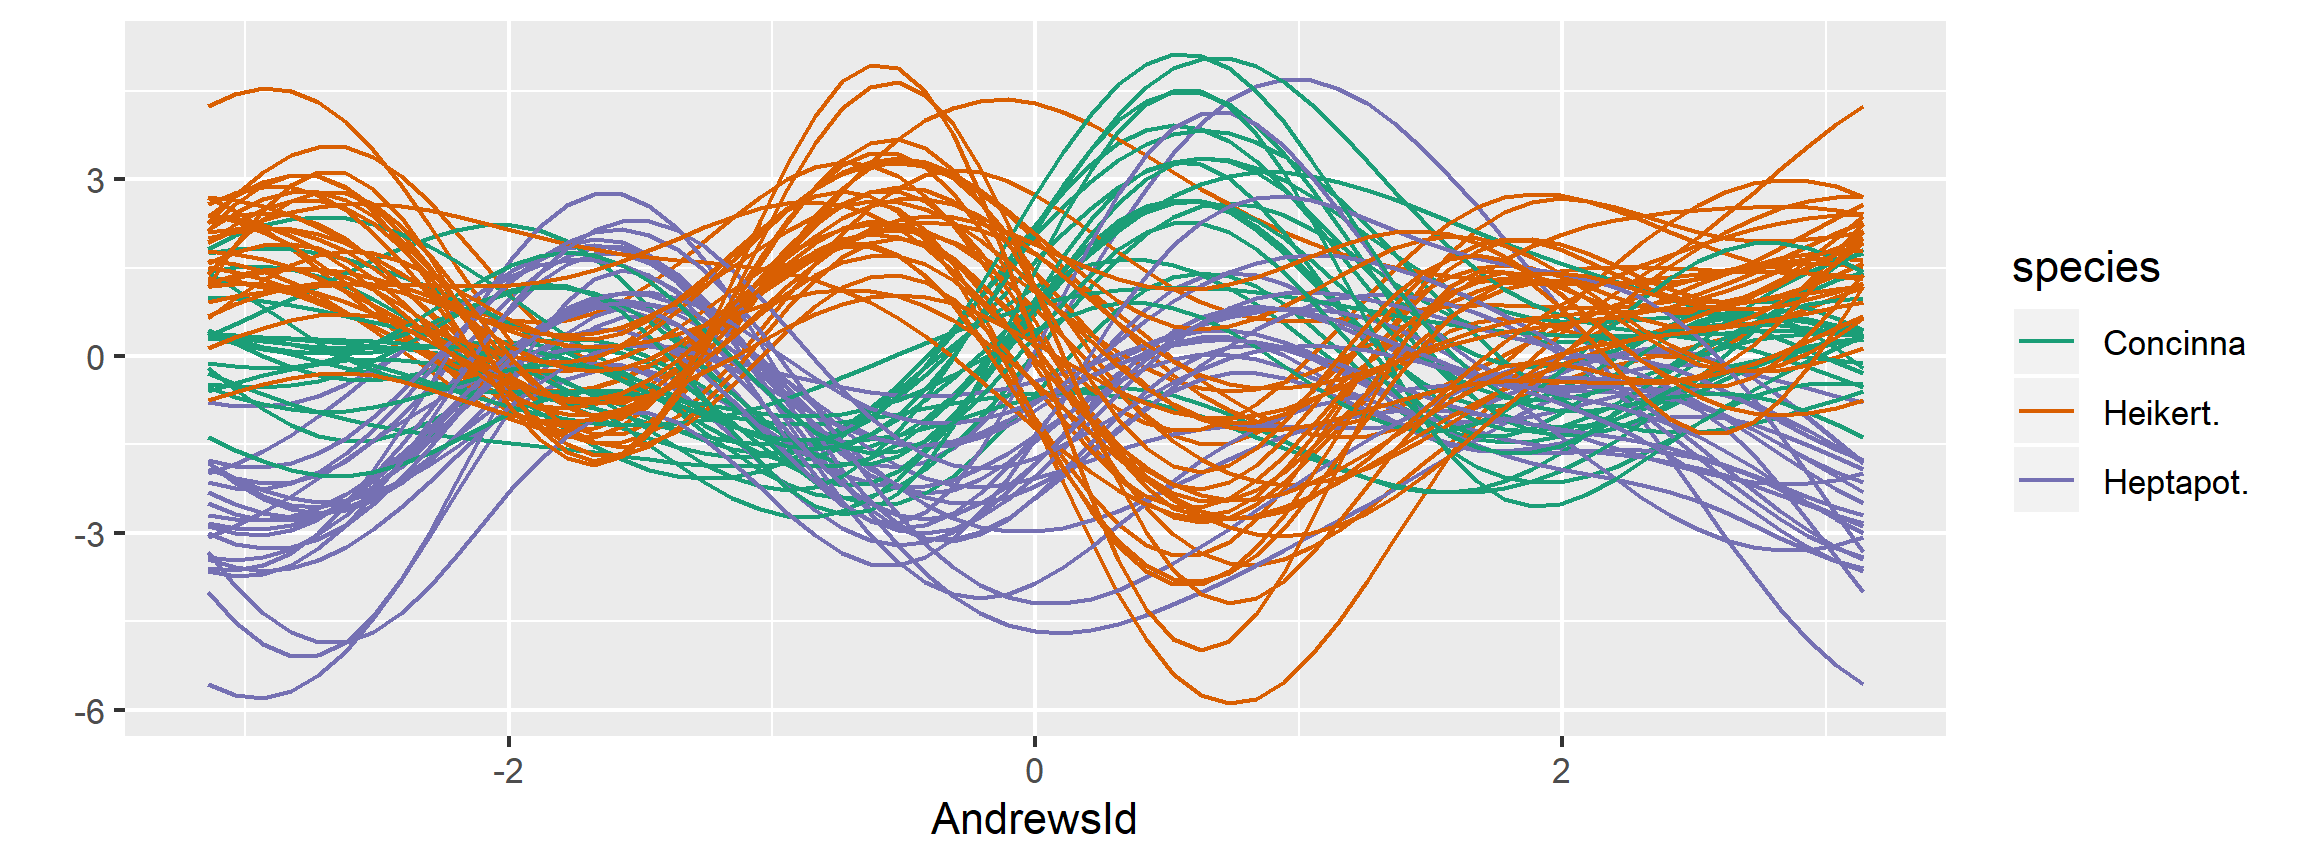 3
0
-3
-6
-2
0
2
AndrewsId
species
Concinna
Heikert.
Heptapot.